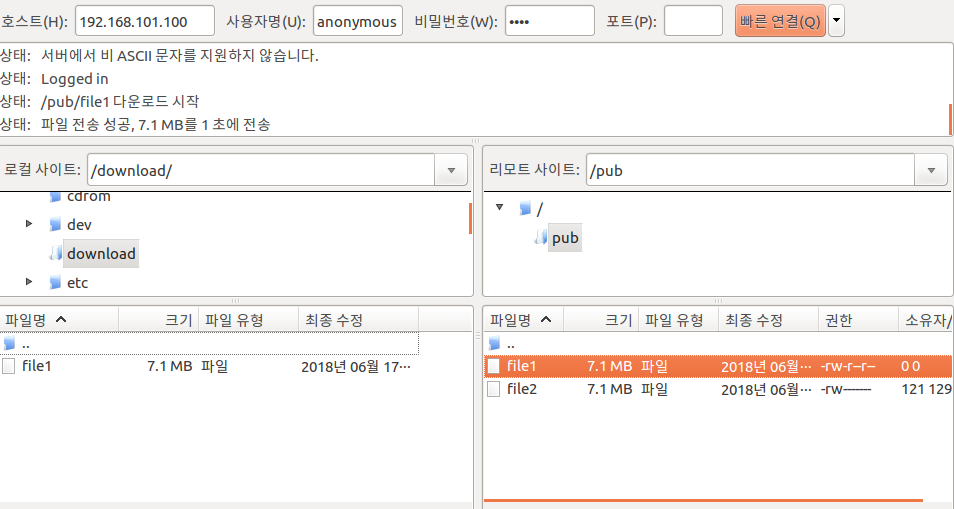 호스트(H): 192.168.101.100 사용자명(U): anonymous 비밀번호(W): •••• 포트(P): 빠른 연결(Q)
상태: 서버에서 비 ASCII 문자를 지원하지 않습니다.
상태: Logged in
상태: /pub/file1 다운로드 시작
상태: 파일 전송 성공, 7.1 MB를 1 초에 전송
로컬 사이트: /download/
cdrom
dev
download
etc
리모트 사이트: /pub
/
pub
파일명 크기 파일 유형 최종 수정
..
file1 7.1 MB 파일 2018년 06월 17···
파일명 크기 파일 유형 최종 수정 권한 소유자/
..
file1 7.1 MB 파일 2018년 06월··· -rw-r--r-- 0 0
file2 7.1 MB 파일 2018년 06월··· -rw------- 121 129